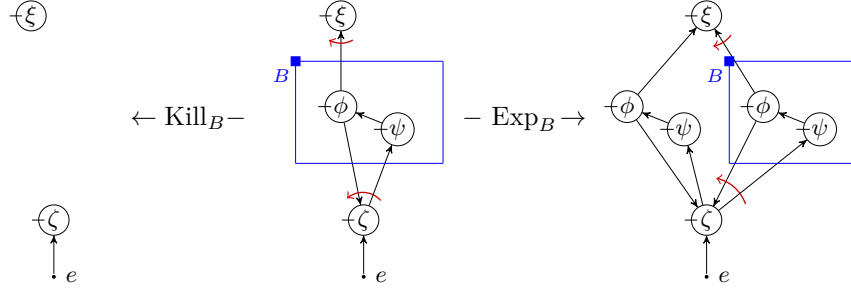 ξ ξ ξ
B B
ϕ ϕ ϕ
← Kill_B − − Exp_B →
ψ ψ ψ
ζ ζ ζ
e e e